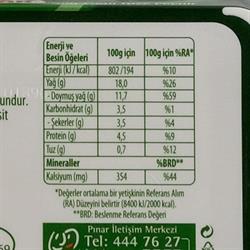 Enerji ve
Besin Öğeleri 100g için 100g için %RA*
Enerji (kJ / kcal) 802/194 %10
Yağ (g) 18,0 %26
- Doymuş yağ (g) 11,7 %59
Karbonhidrat (g) 3,5 %1
- Şekerler (g) 3,5 %4
Protein (g) 4,5 %9
Tuz (g) 0,7 %12
Mineraller %BRD**
Kalsiyum (mg) 354 %44
*Değerler ortalama bir yetişkinin Referans Alım
(RA) Düzeyini belirtir (8400 kJ/2000 kcal).
**BRD: Beslenme Referans Değeri
undur.
sit
Pınar İletişim Merkezi
Tel: 444 76 27
59